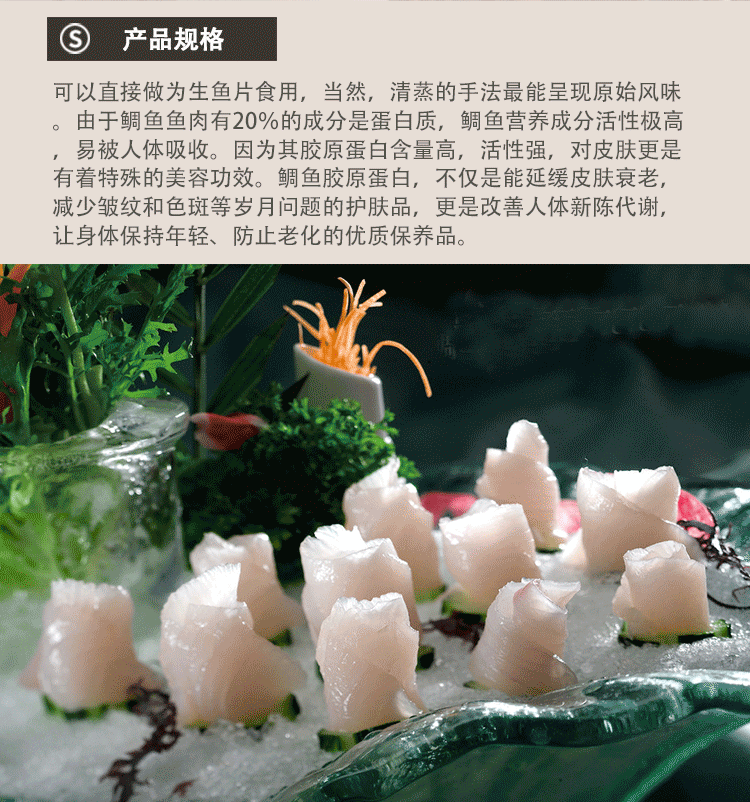 S 产品规格
可以直接做为生鱼片食用，当然，清蒸的手法最能呈现原始风味
。由于鲷鱼鱼肉有20%的成分是蛋白质，鲷鱼营养成分活性极高
，易被人体吸收。因为其胶原蛋白含量高，活性强，对皮肤更是
有着特殊的美容功效。鲷鱼胶原蛋白，不仅是能延缓皮肤衰老，
减少皱纹和色斑等岁月问题的护肤品，更是改善人体新陈代谢，
让身体保持年轻、防止老化的优质保养品。